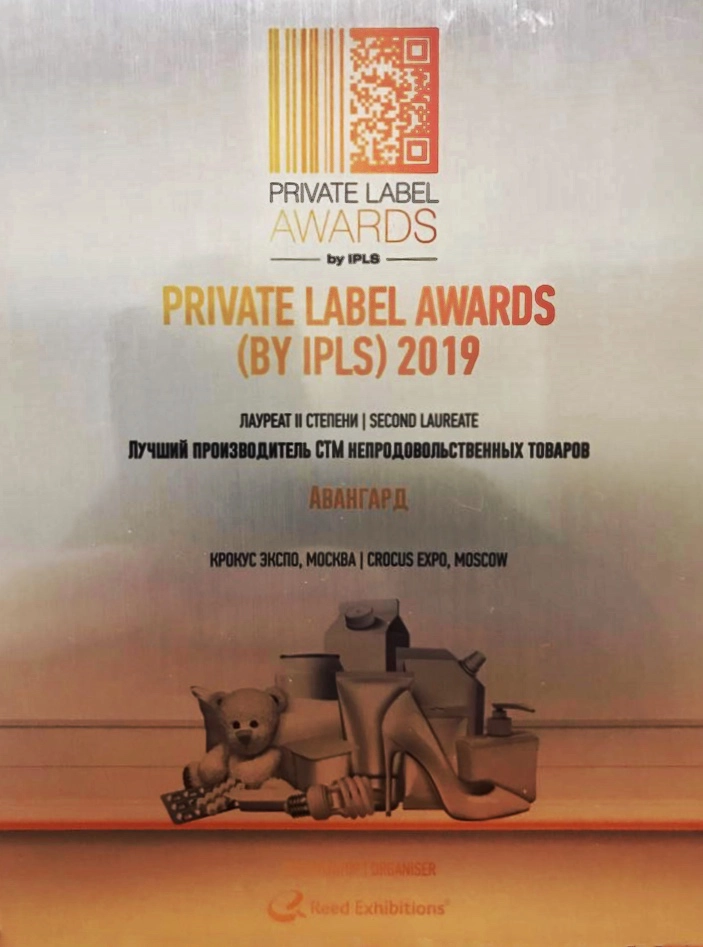 PRIVATE LABEL
AWARDS
by IPLS
PRIVATE LABEL AWARDS
(BY IPLS) 2019
ЛАУРЕАТ II СТЕПЕНИ | SECOND LAUREATE
ЛУЧШИЙ ПРОИЗВОДИТЕЛЬ СТМ НЕПРОДОВОЛЬСТВЕННЫХ ТОВАРОВ
АВАНГАРД
КРОКУС ЭКСПО, МОСКВА | CROCUS EXPO, MOSCOW
| ORGANISER
Reed Exhibitions®